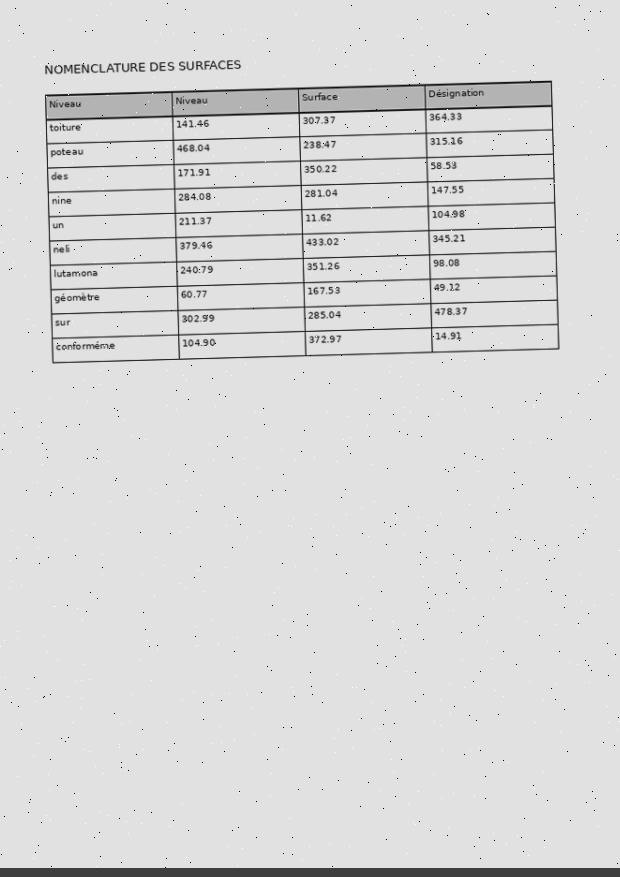 NOMENCLATURE DES SURFACES
Niveau Niveau Surface Désignation
toiture 141.46 307.37 364.33
poteau 468.04 238.47 315.16
des 171.91 350.22 58.53
nine 284.08 281.04 147.55
un 211.37 11.62 104.98
neli 379.46 433.02 345.21
lutamona 240.79 351.26 98.08
géomètre 60.77 167.53 49.12
sur 302.99 285.04 478.37
conforméme 104.90 372.97 14.91